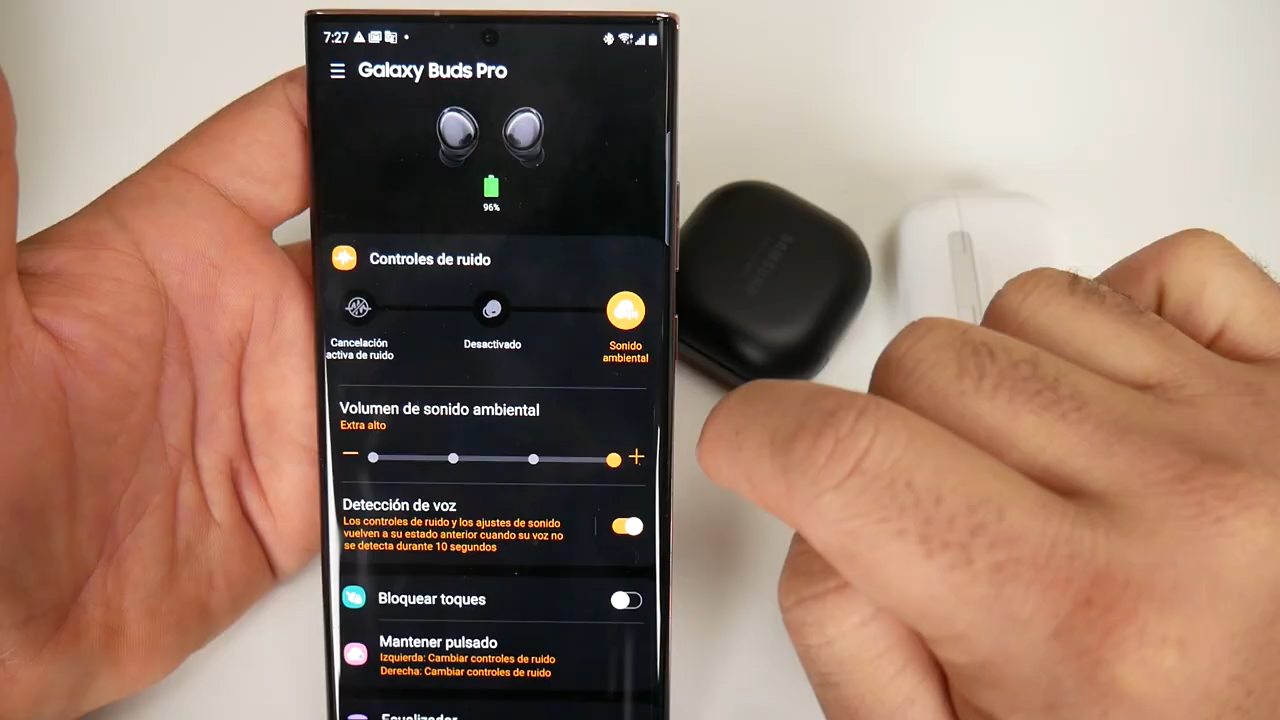 7:27
Galaxy Buds Pro
96%
Controles de ruido
Cancelación
activa de ruido
Desactivado
Sonido
ambiental
Volumen de sonido ambiental
Extra alto
Detección de voz
Los controles de ruido y los ajustes de sonido
vuelven a su estado anterior cuando su voz no
se detecta durante 10 segundos
Bloquear toques
Mantener pulsado
Izquierda: Cambiar controles de ruido
Derecha: Cambiar controles de ruido
Ecualizador
SAMSUNG